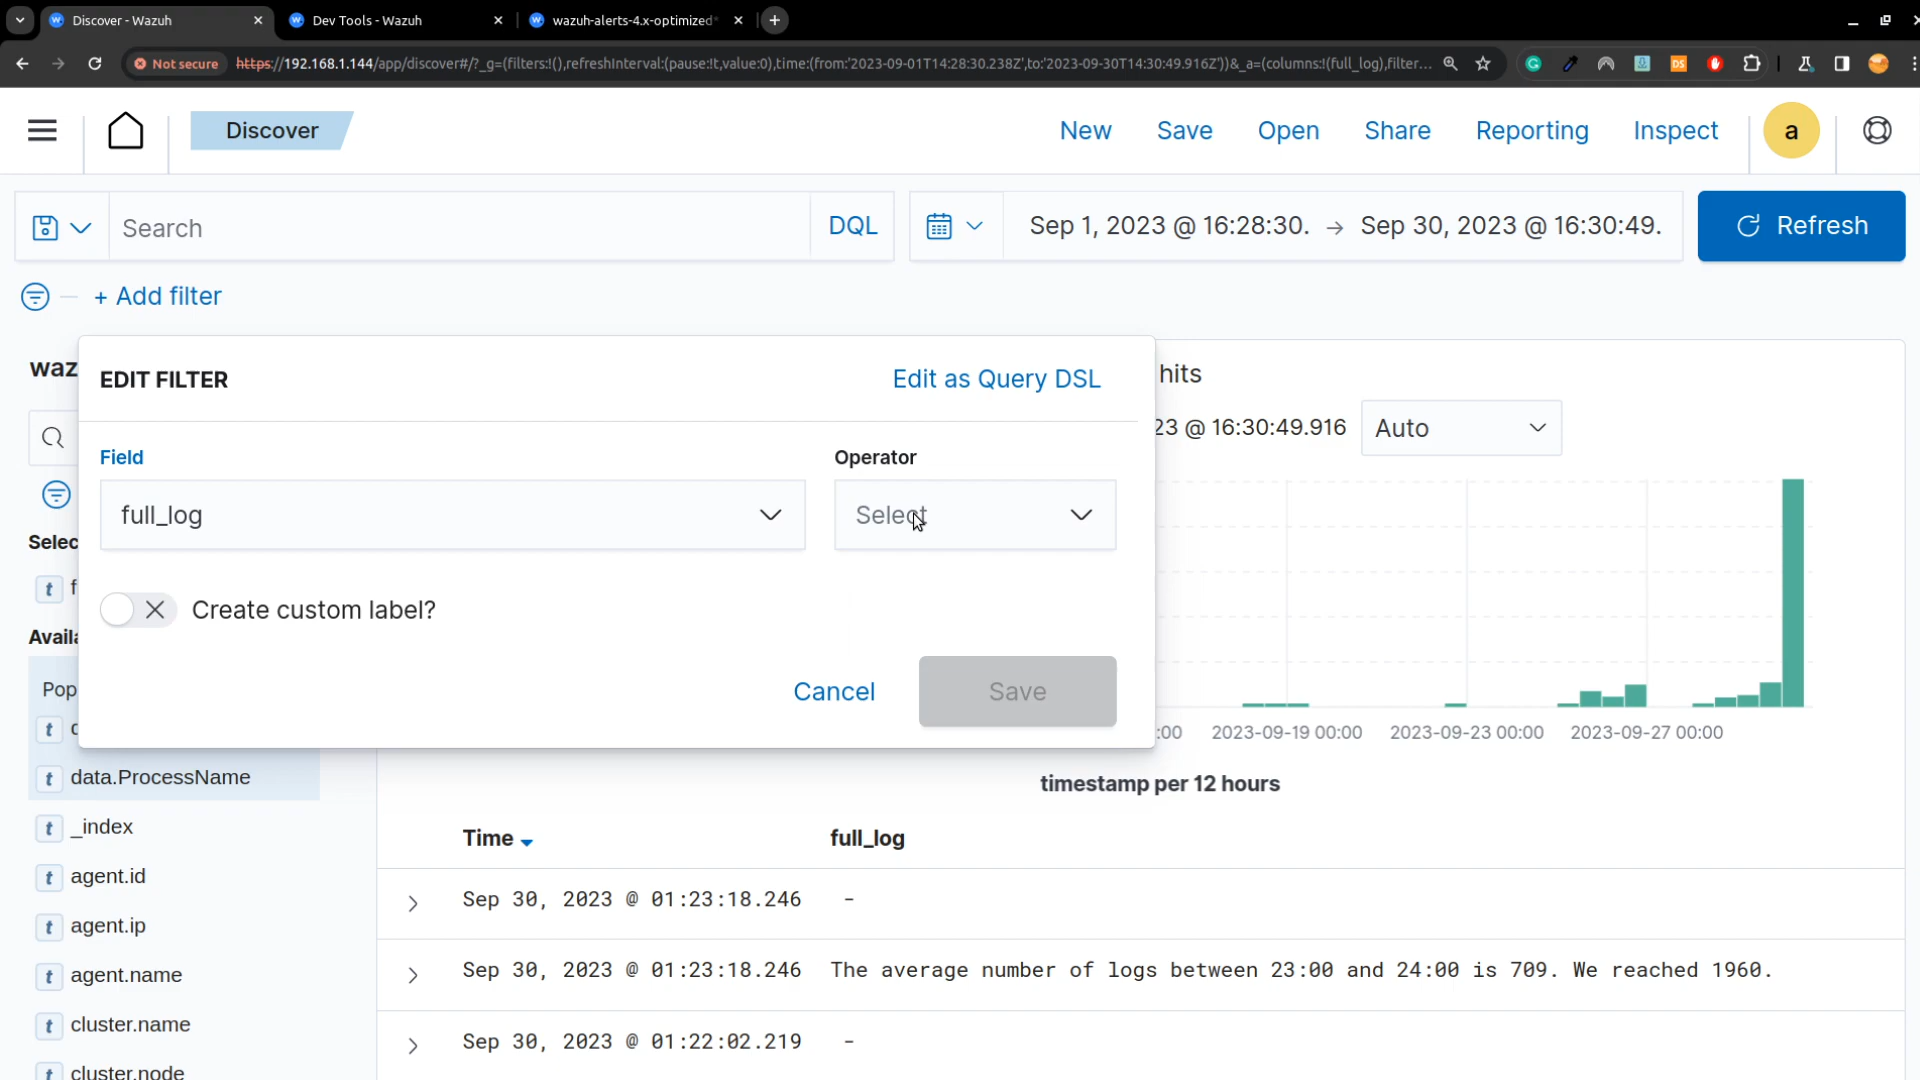 Discover - Wazuh
Dev Tools - Wazuh
wazuh-alerts-4.x-optimized*
Not secure
https://192.168.1.144/app/discover#/?_g=(filters:!(),refreshInterval:(pause:!t,value:0),time:(from:'2023-09-01T14:28:30.238Z',to:'2023-09-30T14:30:49.916Z'))&_a=(columns:!(full_log),filter...
DS
Discover
New
Save
Open
Share
Reporting
Inspect
a
Search
DQL
Sep 1, 2023 @ 16:28:30. → Sep 30, 2023 @ 16:30:49.
Refresh
+ Add filter
waz
EDIT FILTER
Edit as Query DSL
hits
23 @ 16:30:49.916
Auto
Field
Operator
full_log
Select
Selec
t f
Create custom label?
Availa
Cancel
Save
Pop
t
:00
2023-09-19 00:00
2023-09-23 00:00
2023-09-27 00:00
timestamp per 12 hours
t data.ProcessName
t _index
t agent.id
t agent.ip
t agent.name
t cluster.name
t cluster.node
Time
full_log
Sep 30, 2023 @ 01:23:18.246 -
Sep 30, 2023 @ 01:23:18.246 The average number of logs between 23:00 and 24:00 is 709. We reached 1960.
Sep 30, 2023 @ 01:22:02.219 -